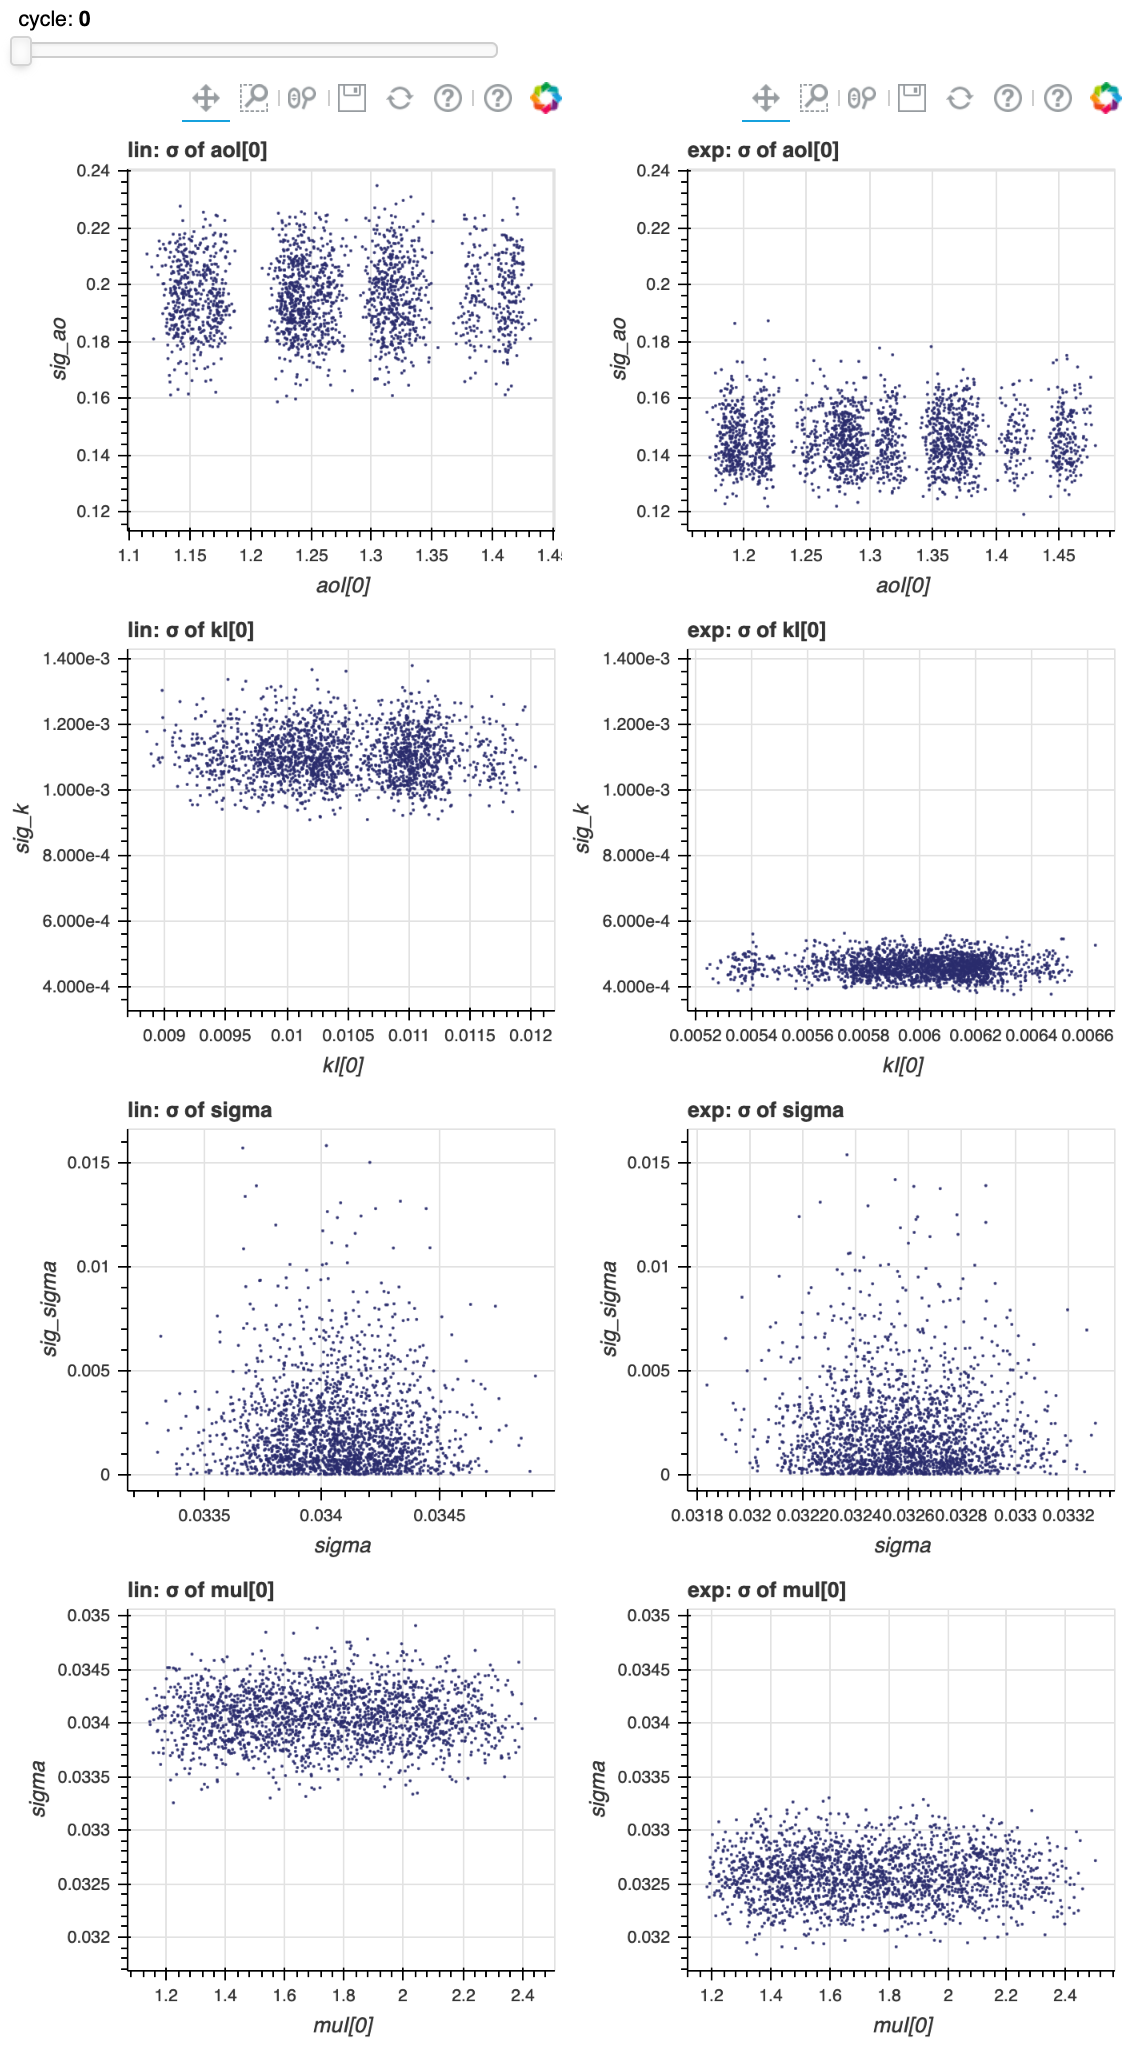 cycle: 0
lin: σ of aol[0]
exp: σ of aol[0]
0.24
0.22
0.2
0.18
0.16
0.14
0.12
sig_ao
1.1 1.15 1.2 1.25 1.3 1.35 1.4
aol[0]
0.24
0.22
0.2
0.18
0.16
0.14
0.12
sig_ao
1.2 1.25 1.3 1.35 1.4 1.45
aol[0]
lin: σ of kl[0]
exp: σ of kl[0]
1.400e-3
1.200e-3
1.000e-3
8.000e-4
6.000e-4
4.000e-4
sig_k
0.009 0.0095 0.01 0.0105 0.011 0.0115 0.012
kl[0]
1.400e-3
1.200e-3
1.000e-3
8.000e-4
6.000e-4
4.000e-4
sig_k
0.0052 0.0054 0.0056 0.0058 0.006 0.0062 0.0064 0.0066
kl[0]
lin: σ of sigma
exp: σ of sigma
0.015
0.01
0.005
0
sig_sigma
0.0335 0.034 0.0345
sigma
0.015
0.01
0.005
0
sig_sigma
0.0318 0.032 0.0322 0.0324 0.0326 0.0328 0.033 0.0332
sigma
lin: σ of mul[0]
exp: σ of mul[0]
0.035
0.0345
0.034
0.0335
0.033
0.0325
0.032
sigma
1.2 1.4 1.6 1.8 2 2.2 2.4
mul[0]
0.035
0.0345
0.034
0.0335
0.033
0.0325
0.032
sigma
1.2 1.4 1.6 1.8 2 2.2 2.4
mul[0]